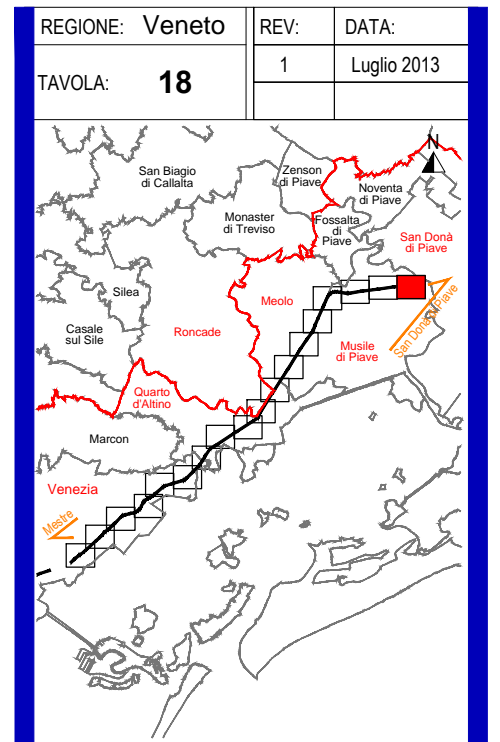 REGIONE: Veneto
REV:
DATA:
1
Luglio 2013
TAVOLA: 18
N
San Biagio
di Callalta
Zenson
di Piave
Noventa
di Piave
Monaster
di Treviso
Fossalta
di
Piave
San Donà
di Piave
Silea
Meolo
San Donà di Piave
Casale
sul Sile
Roncade
Musile
di Piave
Quarto
d'Altino
Marcon
Venezia
Mestre